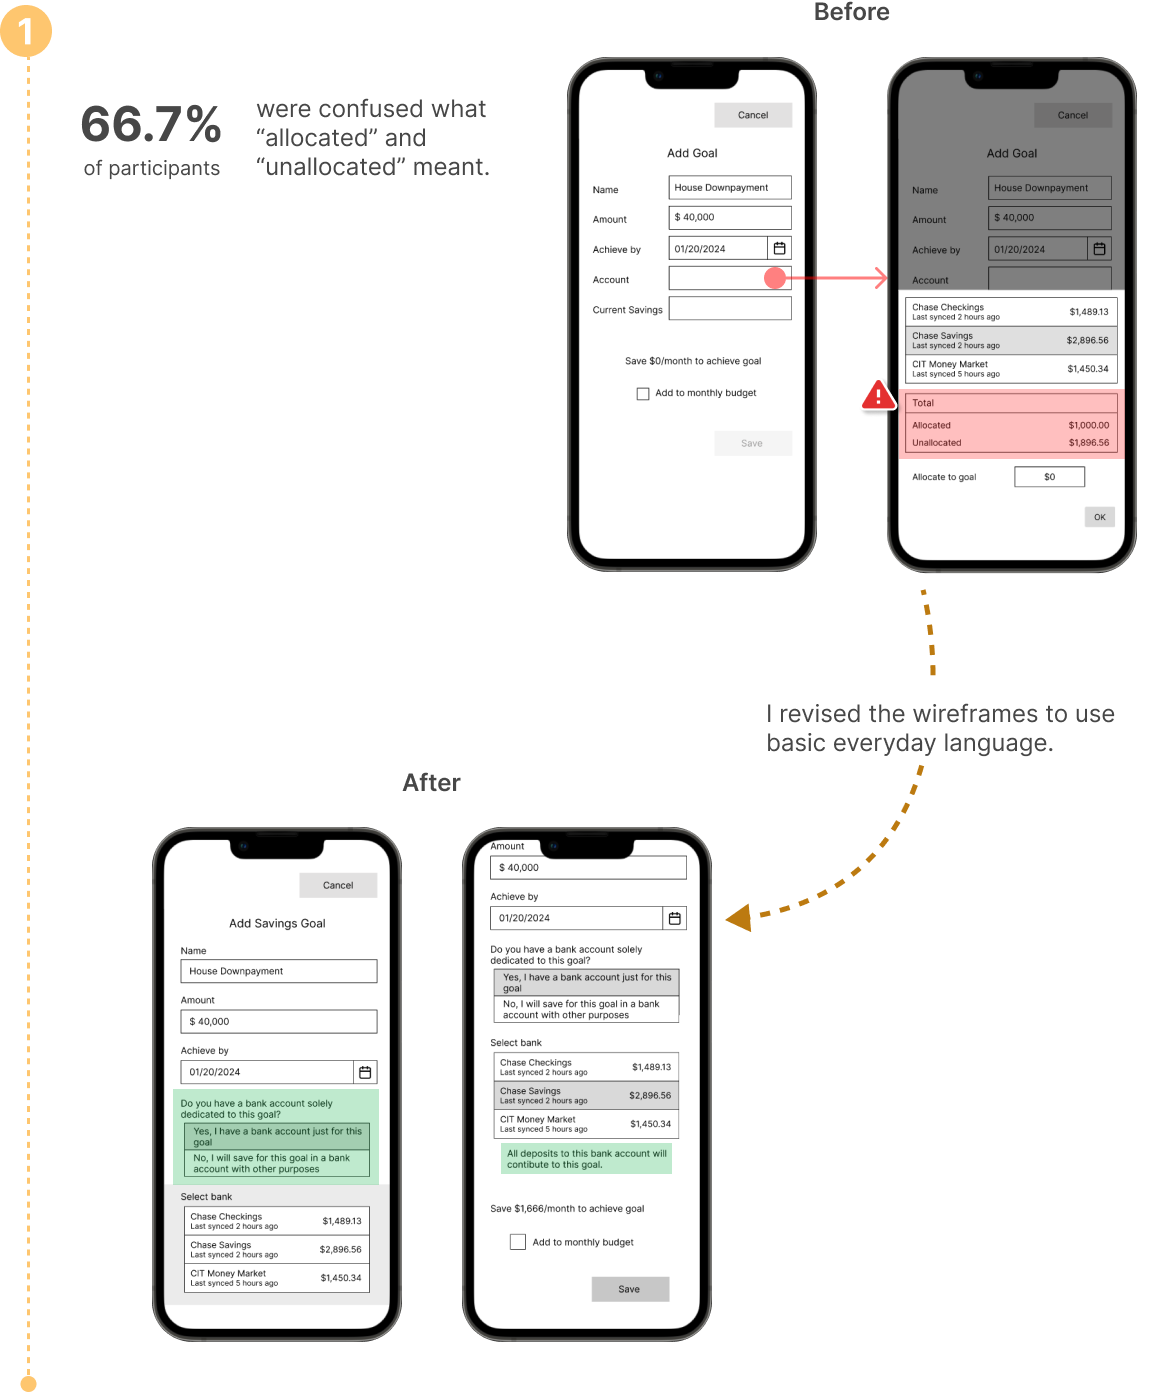 1
Before
66.7%
of participants
were confused what
“allocated” and
“unallocated” meant.
Cancel
Add Goal
Name
House Downpayment
Amount
$ 40,000
Achieve by
01/20/2024
Account
Current Savings
Save $0/month to achieve goal
Add to monthly budget
Save
Cancel
Add Goal
Name
House Downpayment
Amount
$ 40,000
Achieve by
01/20/2024
Account
Chase Checkings
Last synced 2 hours ago
$1,489.13
Chase Savings
Last synced 2 hours ago
$2,896.56
CIT Money Market
Last synced 5 hours ago
$1,450.34
Total
Allocated
$1,000.00
Unallocated
$1,896.56
Allocate to goal
$0
OK
I revised the wireframes to use
basic everyday language.
After
Cancel
Add Savings Goal
Name
House Downpayment
Amount
$ 40,000
Achieve by
01/20/2024
Do you have a bank account solely
dedicated to this goal?
Yes, I have a bank account just for this
goal
No, I will save for this goal in a bank
account with other purposes
Select bank
Chase Checkings
Last synced 2 hours ago
$1,489.13
Chase Savings
Last synced 2 hours ago
$2,896.56
CIT Money Market
Last synced 5 hours ago
$1,450.34
Amount
$ 40,000
Achieve by
01/20/2024
Do you have a bank account solely
dedicated to this goal?
Yes, I have a bank account just for this
goal
No, I will save for this goal in a bank
account with other purposes
Select bank
Chase Checkings
Last synced 2 hours ago
$1,489.13
Chase Savings
Last synced 2 hours ago
$2,896.56
CIT Money Market
Last synced 5 hours ago
$1,450.34
All deposits to this bank account will
contibute to this goal.
Save $1,666/month to achieve goal
Add to monthly budget
Save